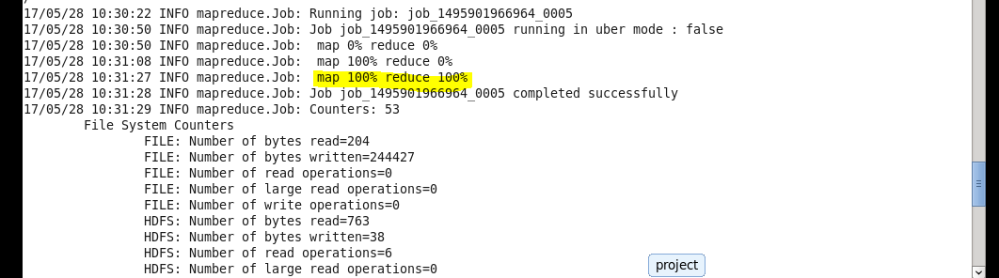 17/05/28 10:30:22 INFO mapreduce.Job: Running job: job_1495901966964_0005
17/05/28 10:30:50 INFO mapreduce.Job: Job job_1495901966964_0005 running in uber mode : false
17/05/28 10:30:50 INFO mapreduce.Job:  map 0% reduce 0%
17/05/28 10:31:08 INFO mapreduce.Job:  map 100% reduce 0%
17/05/28 10:31:27 INFO mapreduce.Job:  map 100% reduce 100%
17/05/28 10:31:28 INFO mapreduce.Job: Job job_1495901966964_0005 completed successfully
17/05/28 10:31:29 INFO mapreduce.Job: Counters: 53
File System Counters
FILE: Number of bytes read=204
FILE: Number of bytes written=244427
FILE: Number of read operations=0
FILE: Number of large read operations=0
FILE: Number of write operations=0
HDFS: Number of bytes read=763
HDFS: Number of bytes written=38
HDFS: Number of read operations=6
HDFS: Number of large read operations=0
project